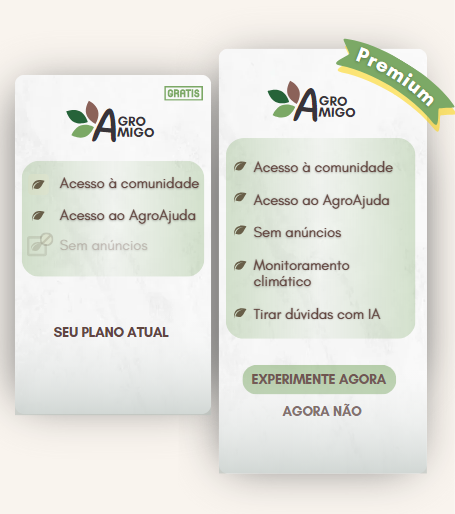 GRATIS
AGRO
AMIGO
Acesso à comunidade
Acesso ao AgroAjuda
Sem anúncios
SEU PLANO ATUAL
Premium
AGRO
AMIGO
Acesso à comunidade
Acesso ao AgroAjuda
Sem anúncios
Monitoramento
climático
Tirar dúvidas com IA
EXPERIMENTE AGORA
AGORA NÃO